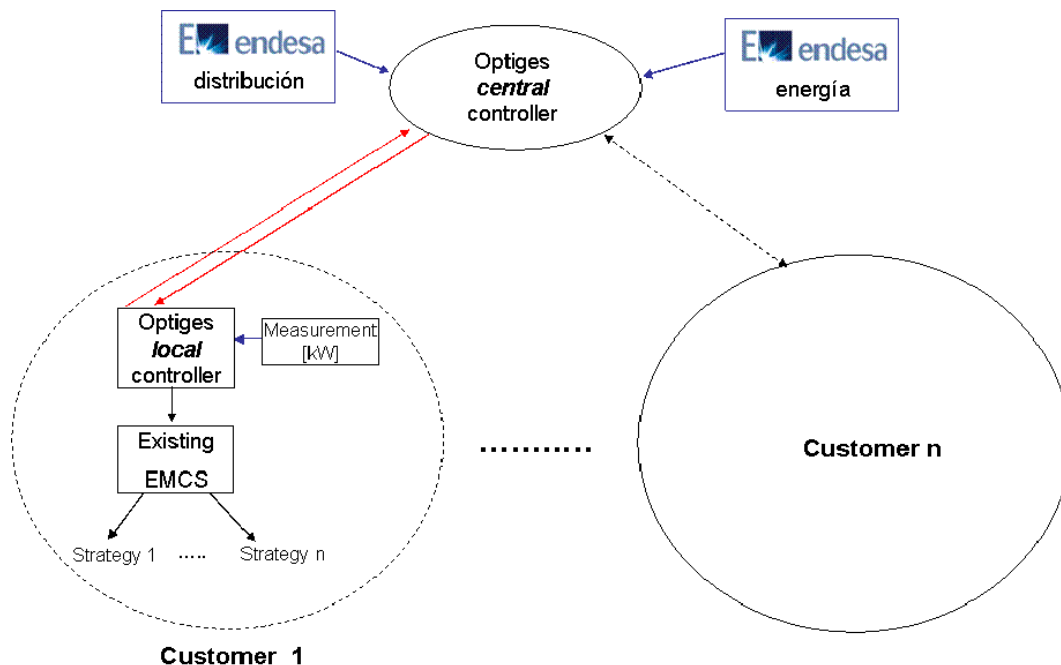 endesa
distribución
Optiges
central
controller
endesa
energía
Optiges
local
controller
Measurement
[kW]
Existing
EMCS
Strategy 1 ..... Strategy n
...........
Customer n
Customer 1